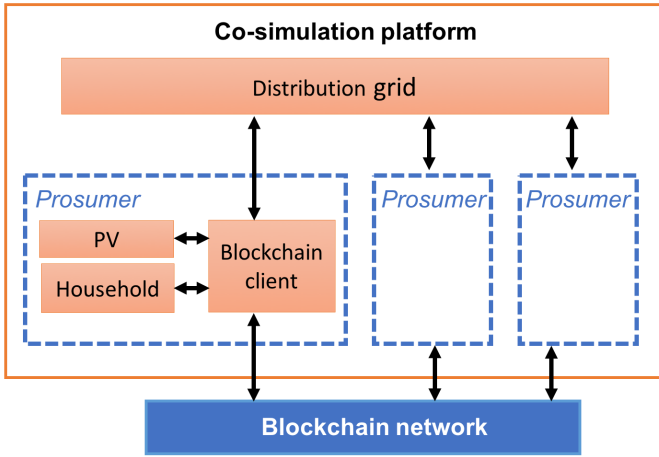 Co-simulation platform
Distribution grid
Prosumer
Prosumer
Prosumer
PV
Household
Blockchain
client
Blockchain network